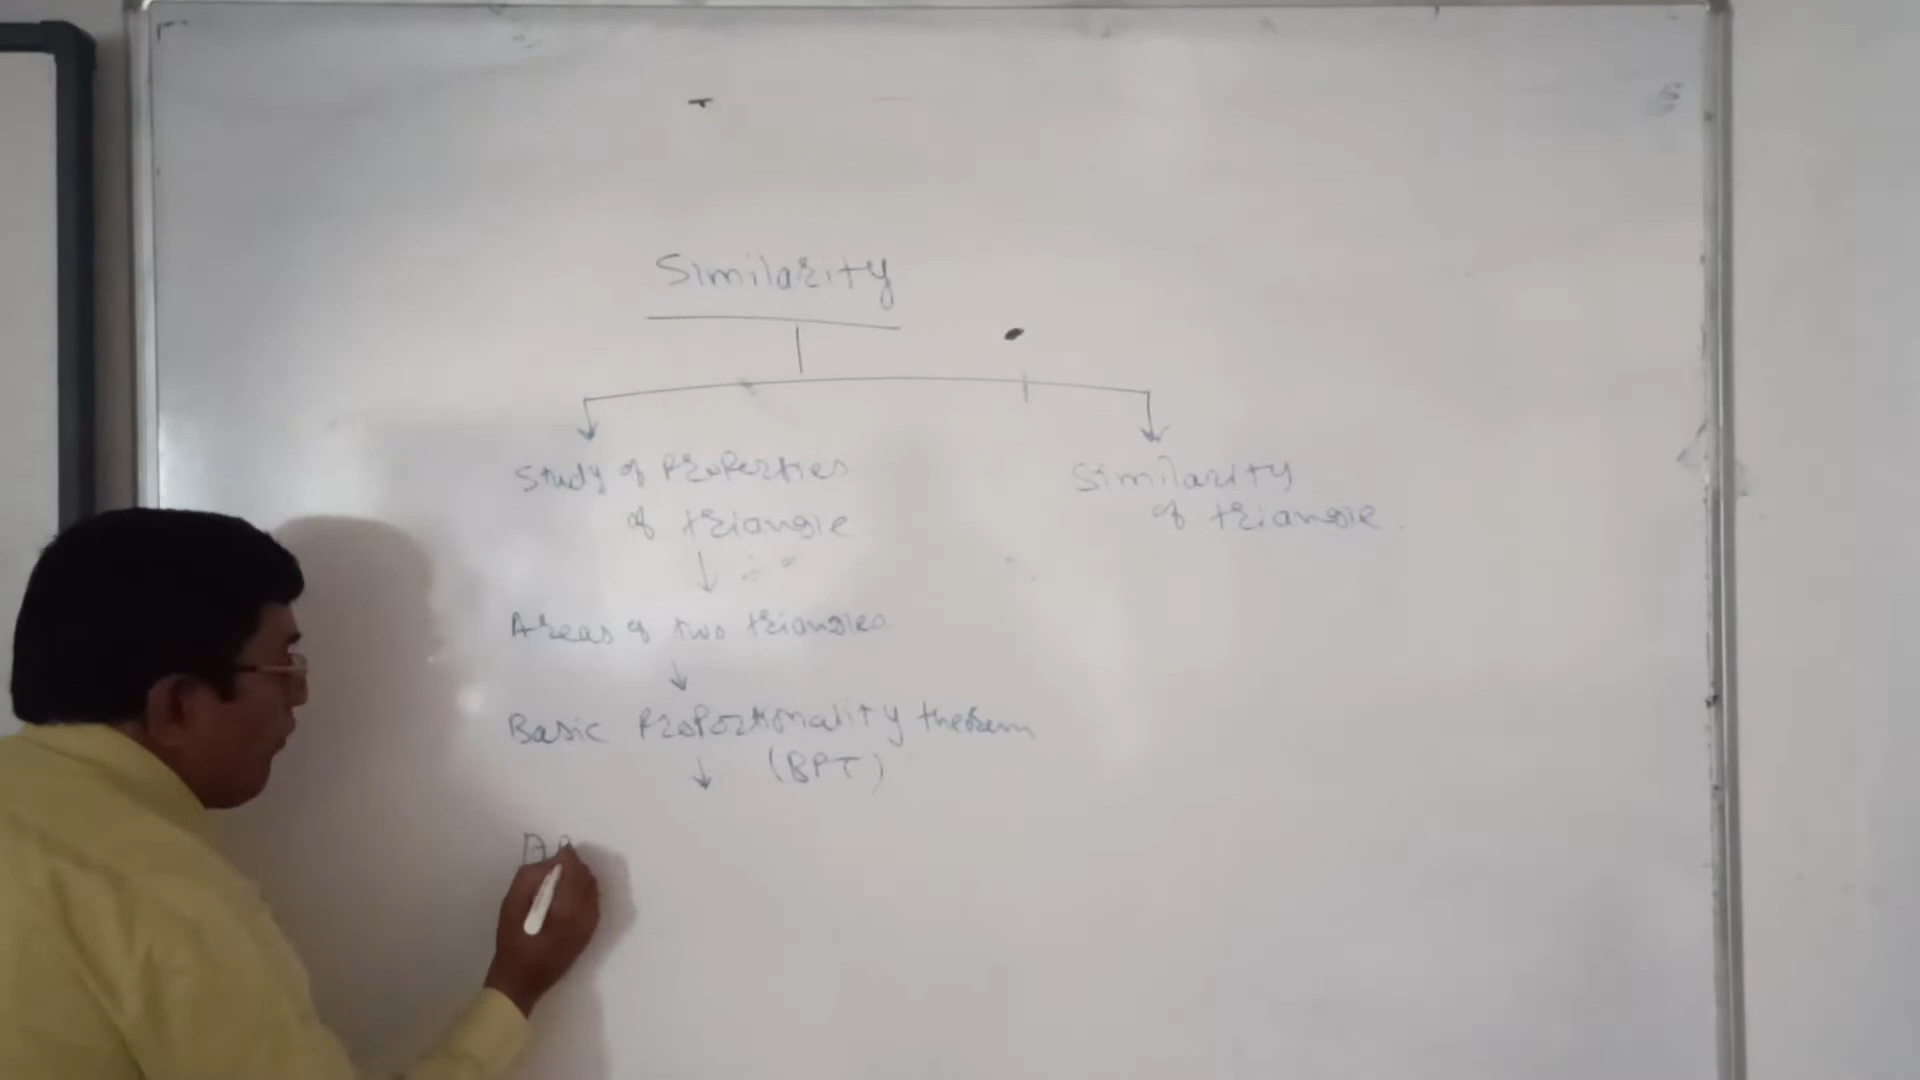 Similarity
Study of Properties
of triangle
Similarity
of triangle.
Areas of two triangles.
Basic Proportionality theorem
(BPT)